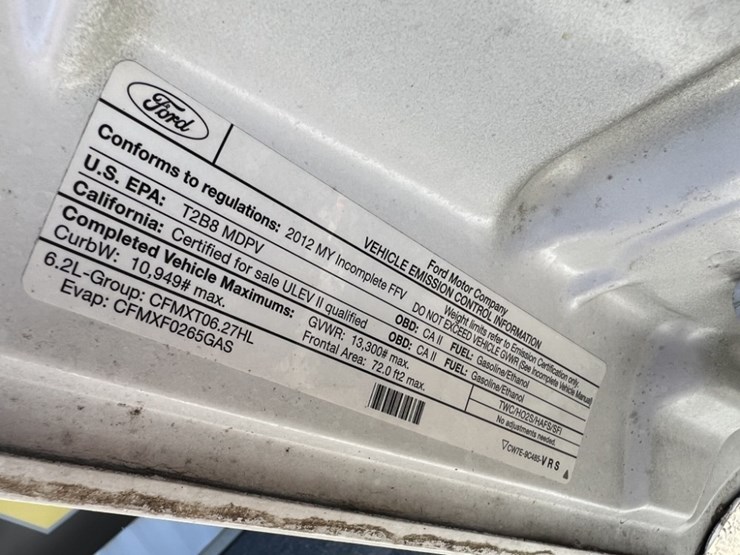 Ford
Ford Motor Company
VEHICLE EMISSION CONTROL INFORMATION
Conforms to regulations: 2012 MY Incomplete FFV
Weight limits refer to Emission Certification only;
DO NOT EXCEED VEHICLE GVWR (See Incomplete Vehicle Manual)
U.S. EPA: T2B8 MDPV OBD: CA II FUEL: Gasoline/Ethanol
California: Certified for sale ULEV II qualified OBD: CA II FUEL: Gasoline/Ethanol
Completed Vehicle Maximums: GVWR: 13,300# max.
CurbW: 10,949# max. Frontal Area: 72.0 ft2 max.
6.2L-Group: CFMXT06.27HL
Evap: CFMXF0265GAS
TWC/HO2S/HAFS/SFI
No adjustments needed.
CW7E-9C485-VRS